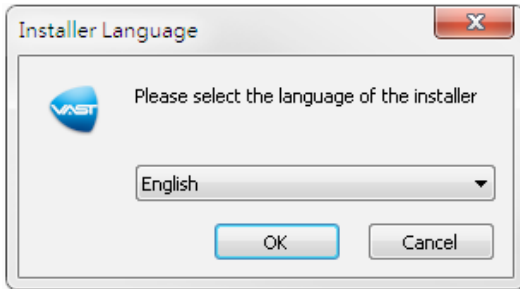 Installer Language
VAST
Please select the language of the installer
English
OK
Cancel